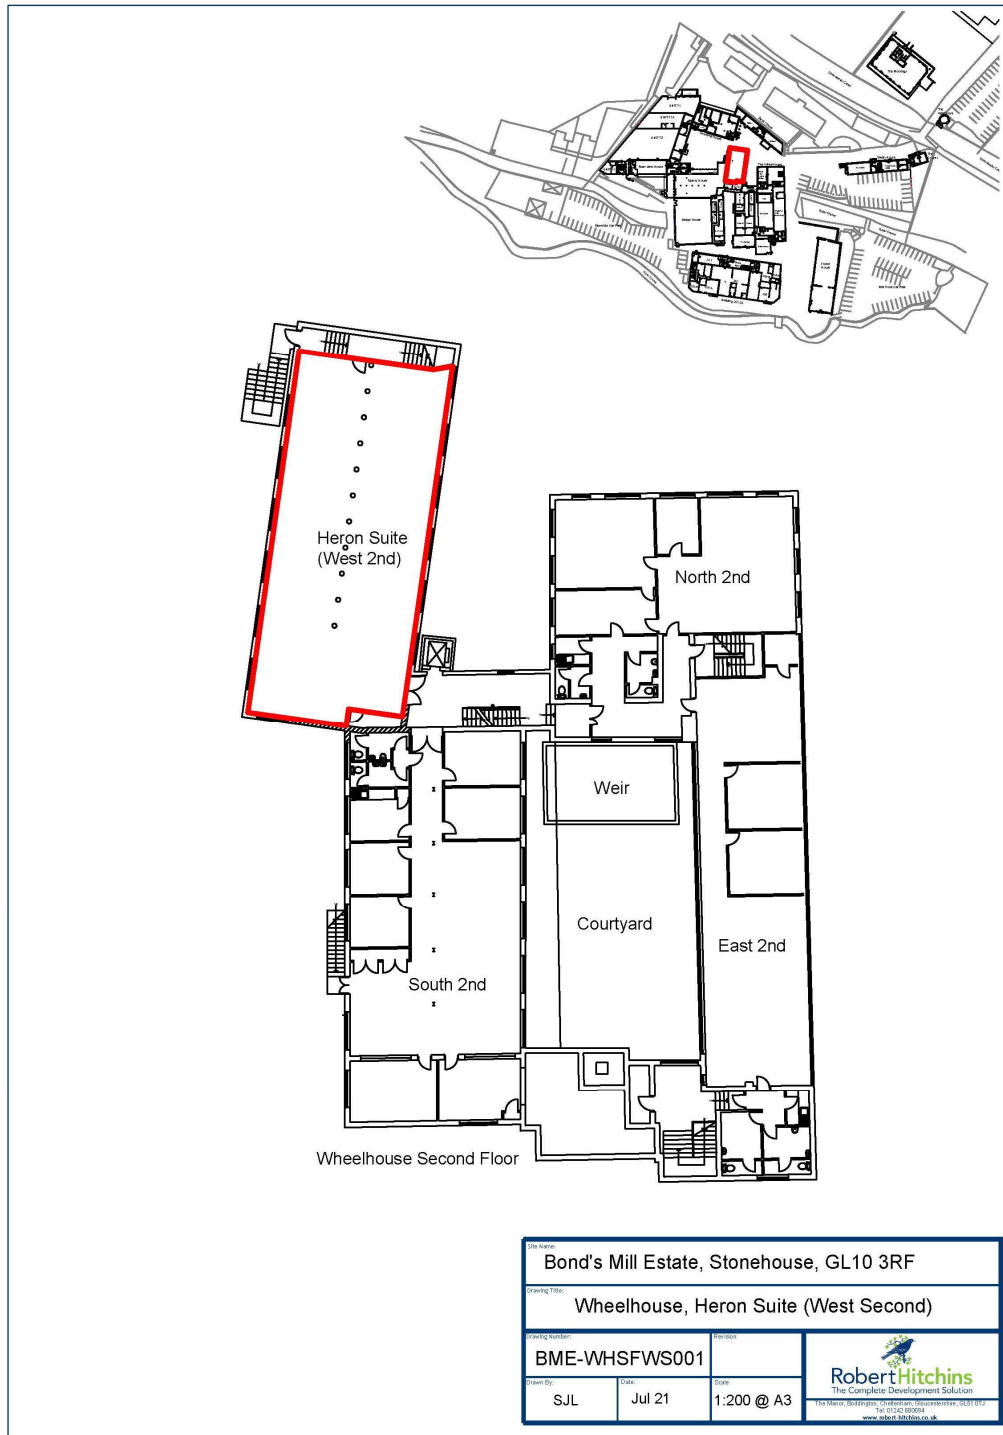 Heron Suite
(West 2nd)
North 2nd
Weir
Courtyard
East 2nd
South 2nd
Wheelhouse Second Floor
Site Name:
Bond's Mill Estate, Stonehouse, GL10 3RF
Drawing Title:
Wheelhouse, Heron Suite (West Second)
Drawing Number:
BME-WHSFWS001
Revision:
Drawn By:
SJL
Date:
Jul 21
Scale:
1:200 @ A3
RobertHitchins
The Complete Development Solution
The Manor, Boddington, Cheltenham, Gloucestershire, GL51 0TJ
Tel: 01242 680694
www.robert-hitchins.co.uk